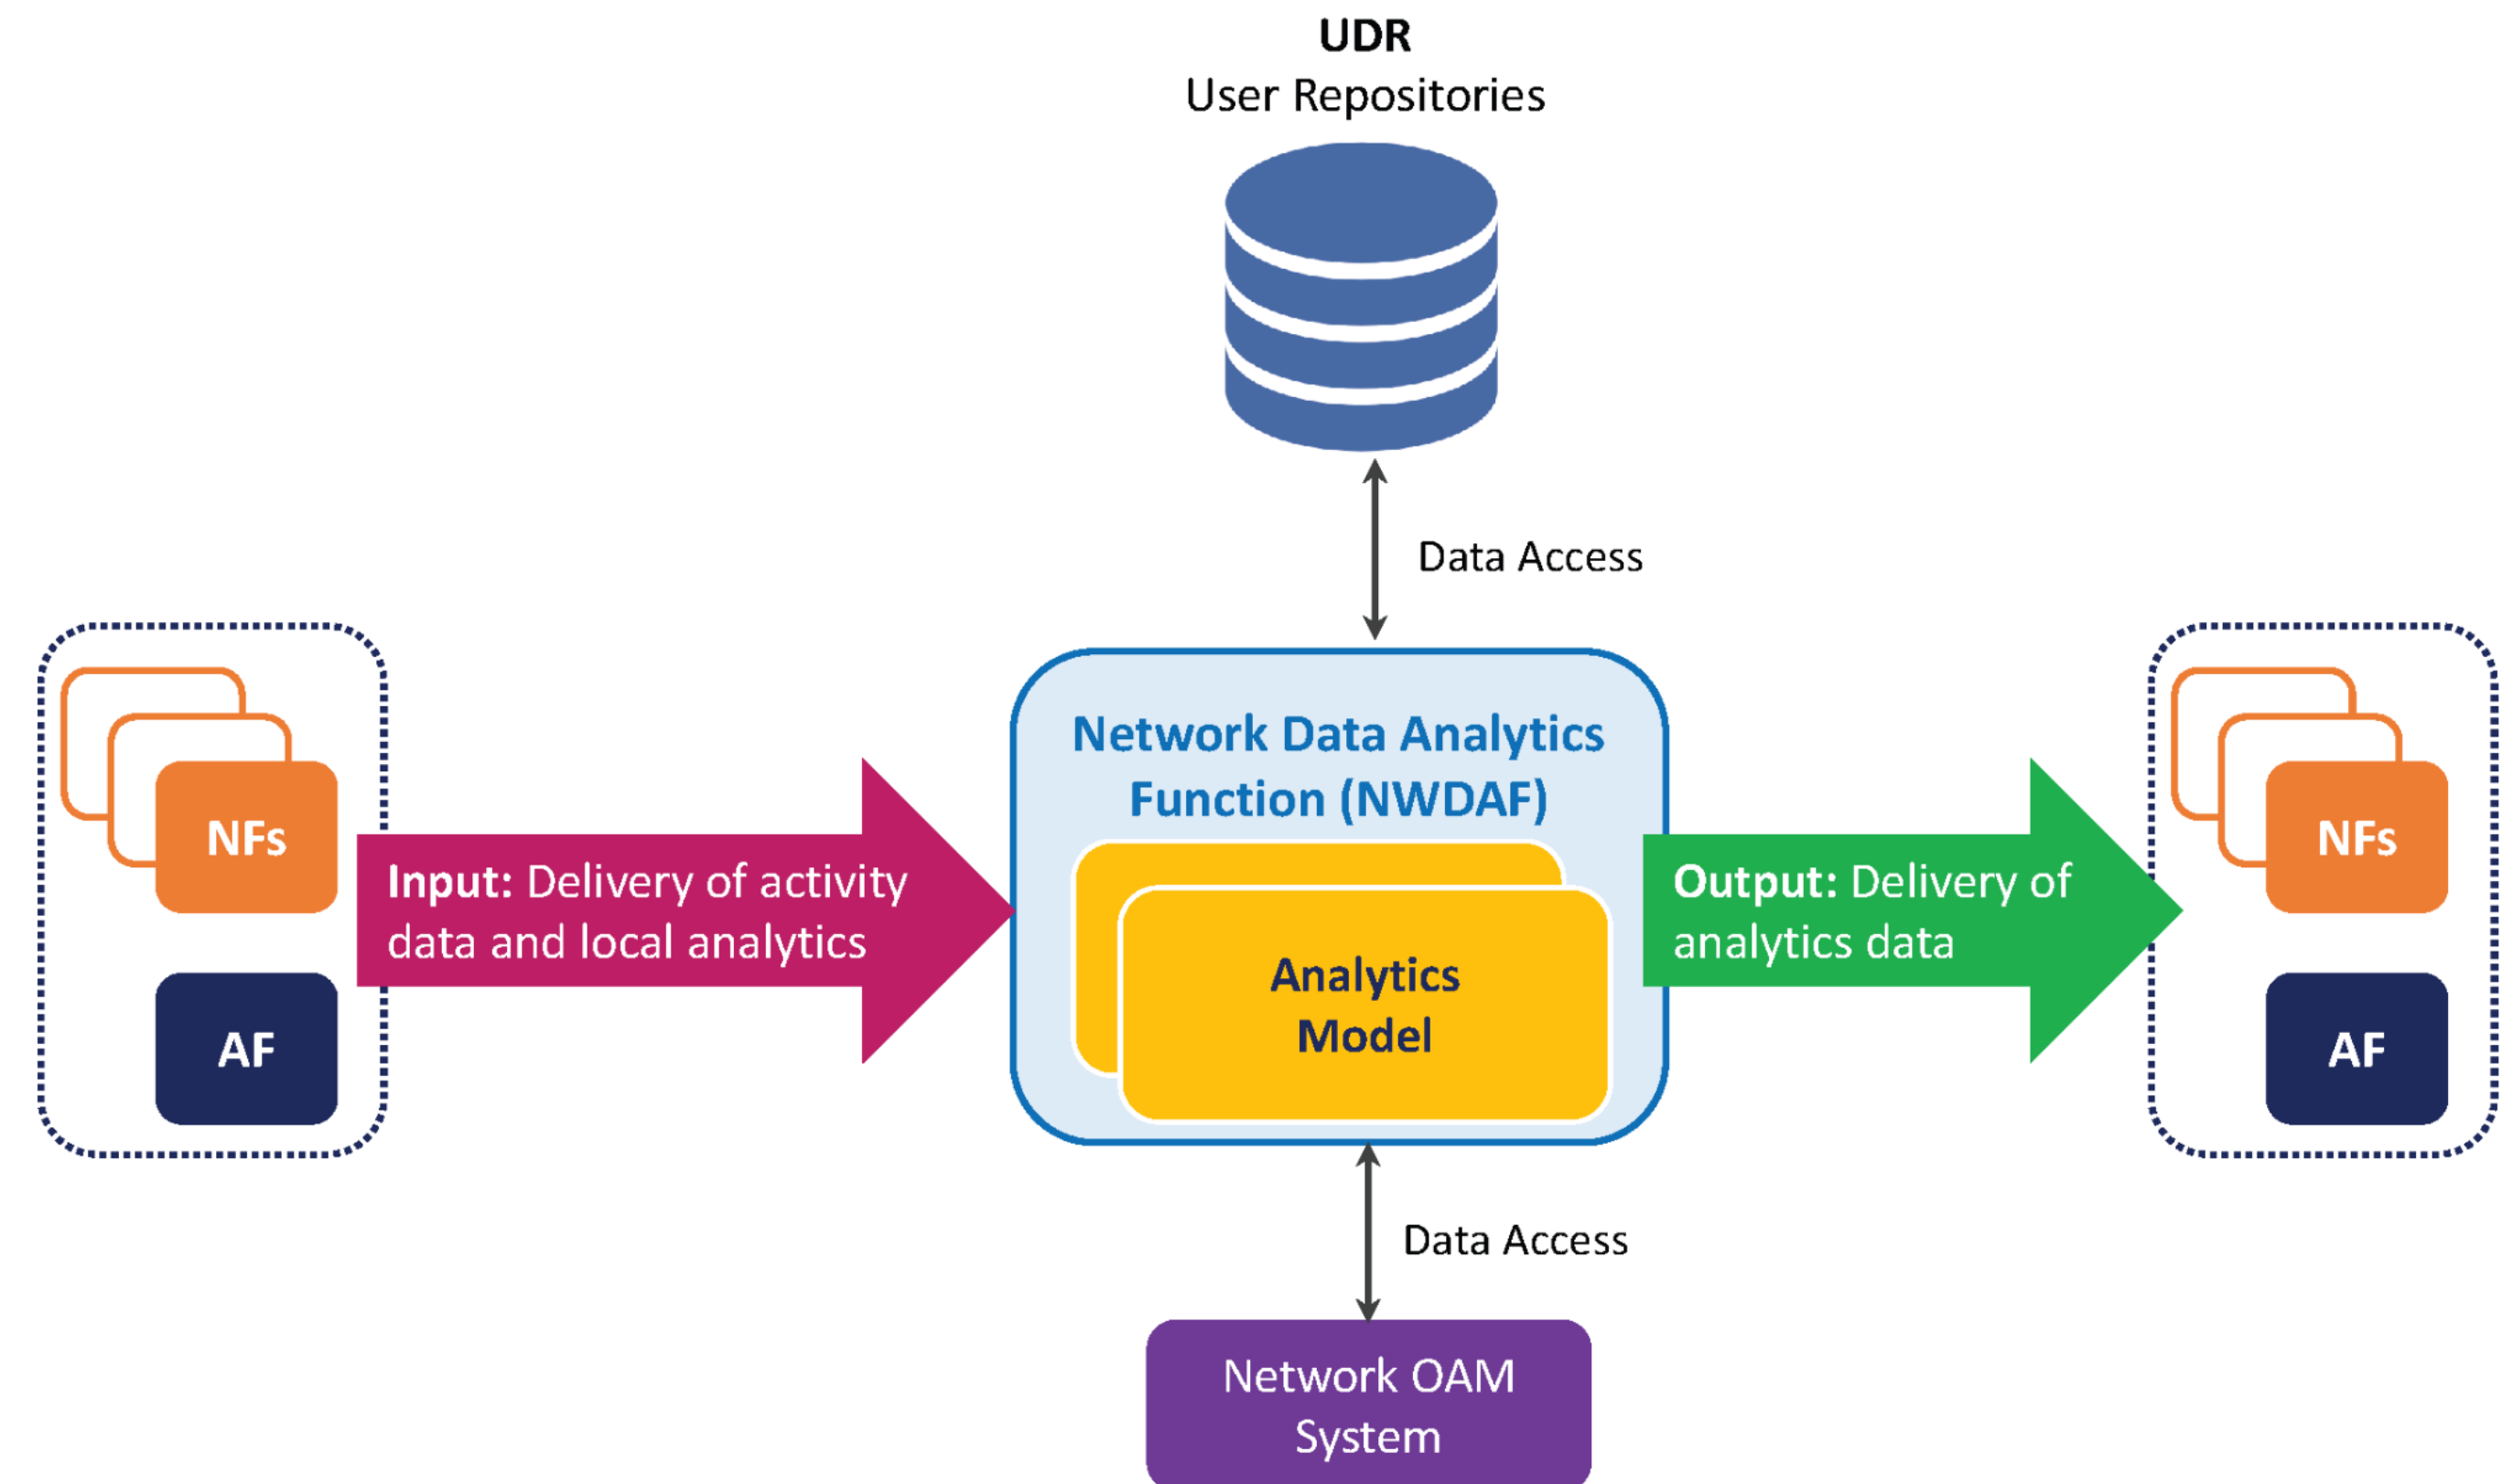 UDR
User Repositories
Data Access
Network Data Analytics
Function (NWDAF)
NFs
Input: Delivery of activity
data and local analytics
AF
Analytics
Model
Output: Delivery of
analytics data
NFs
AF
Data Access
Network OAM
System